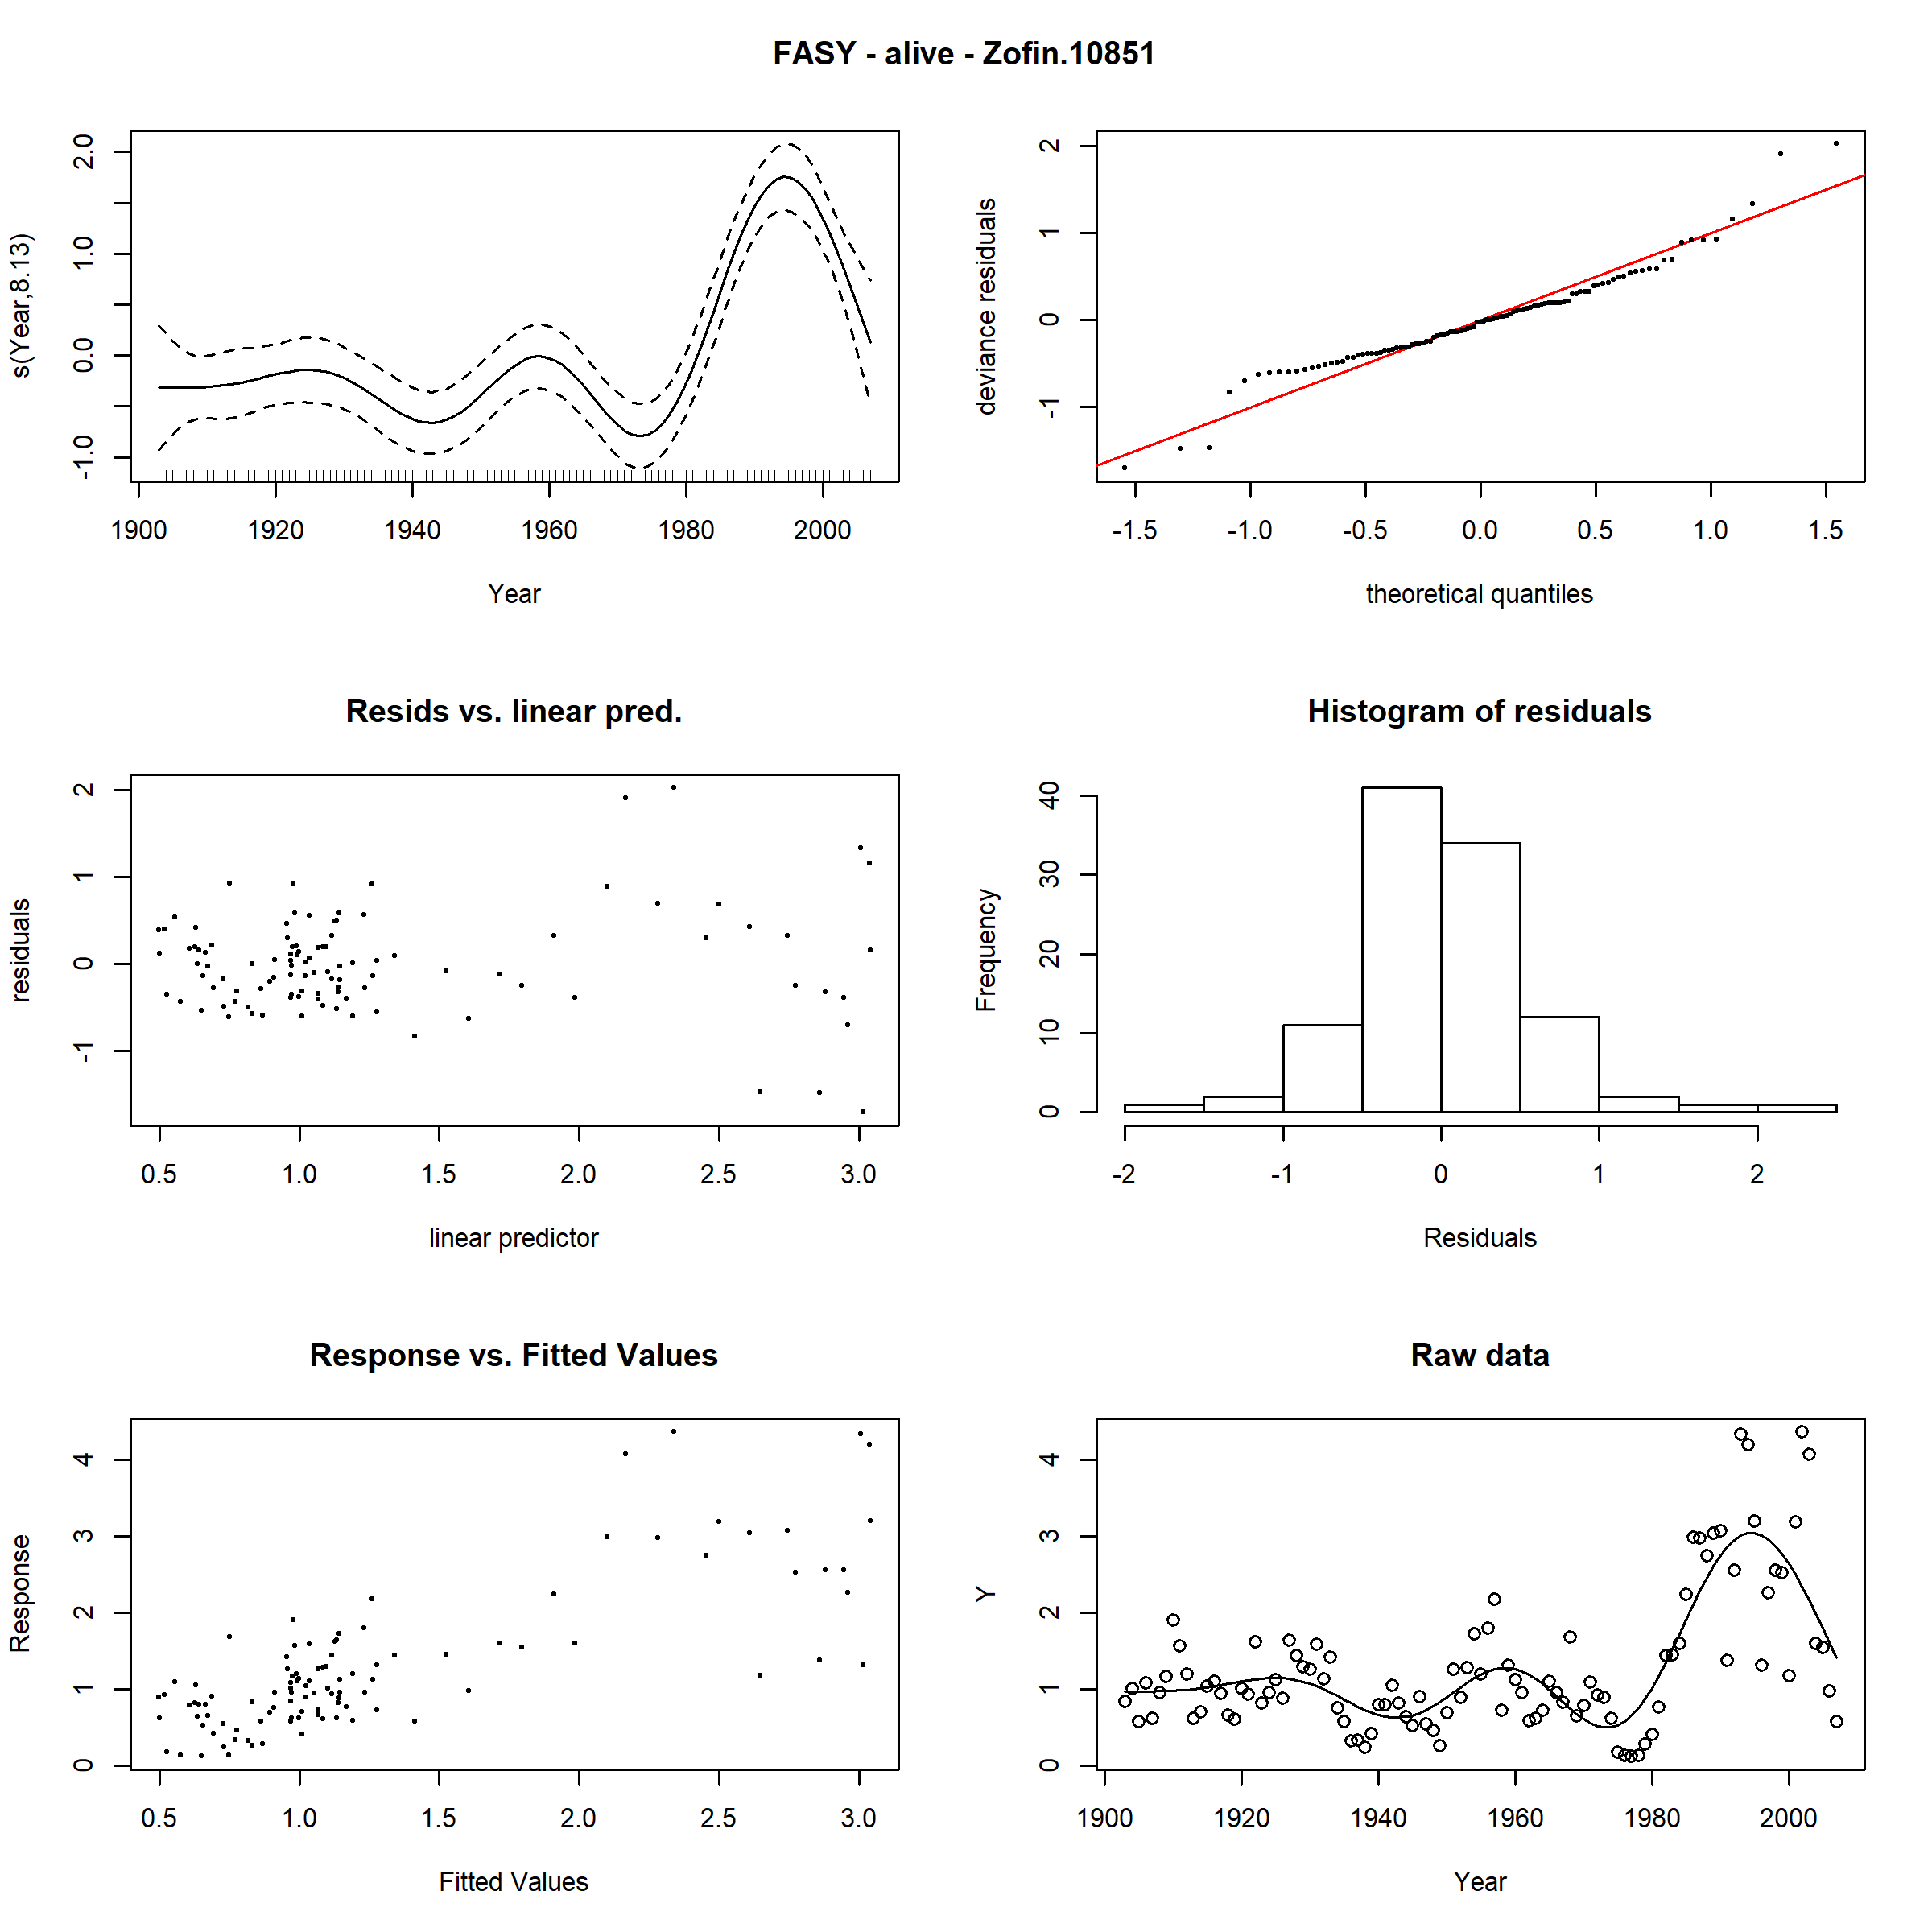 FASY - alive - Zofin.10851
s(Year,8.13)
2.0
1.0
0.0
-1.0
1900 1920 1940 1960 1980 2000
Year
deviance residuals
2
1
0
-1
-1.5 -1.0 -0.5 0.0 0.5 1.0 1.5
theoretical quantiles
Resids vs. linear pred.
residuals
2
1
0
-1
0.5 1.0 1.5 2.0 2.5 3.0
linear predictor
Histogram of residuals
Frequency
40
30
20
10
0
-2 -1 0 1 2
Residuals
Response vs. Fitted Values
Response
4
3
2
1
0
0.5 1.0 1.5 2.0 2.5 3.0
Fitted Values
Raw data
Y
4
3
2
1
0
1900 1920 1940 1960 1980 2000
Year